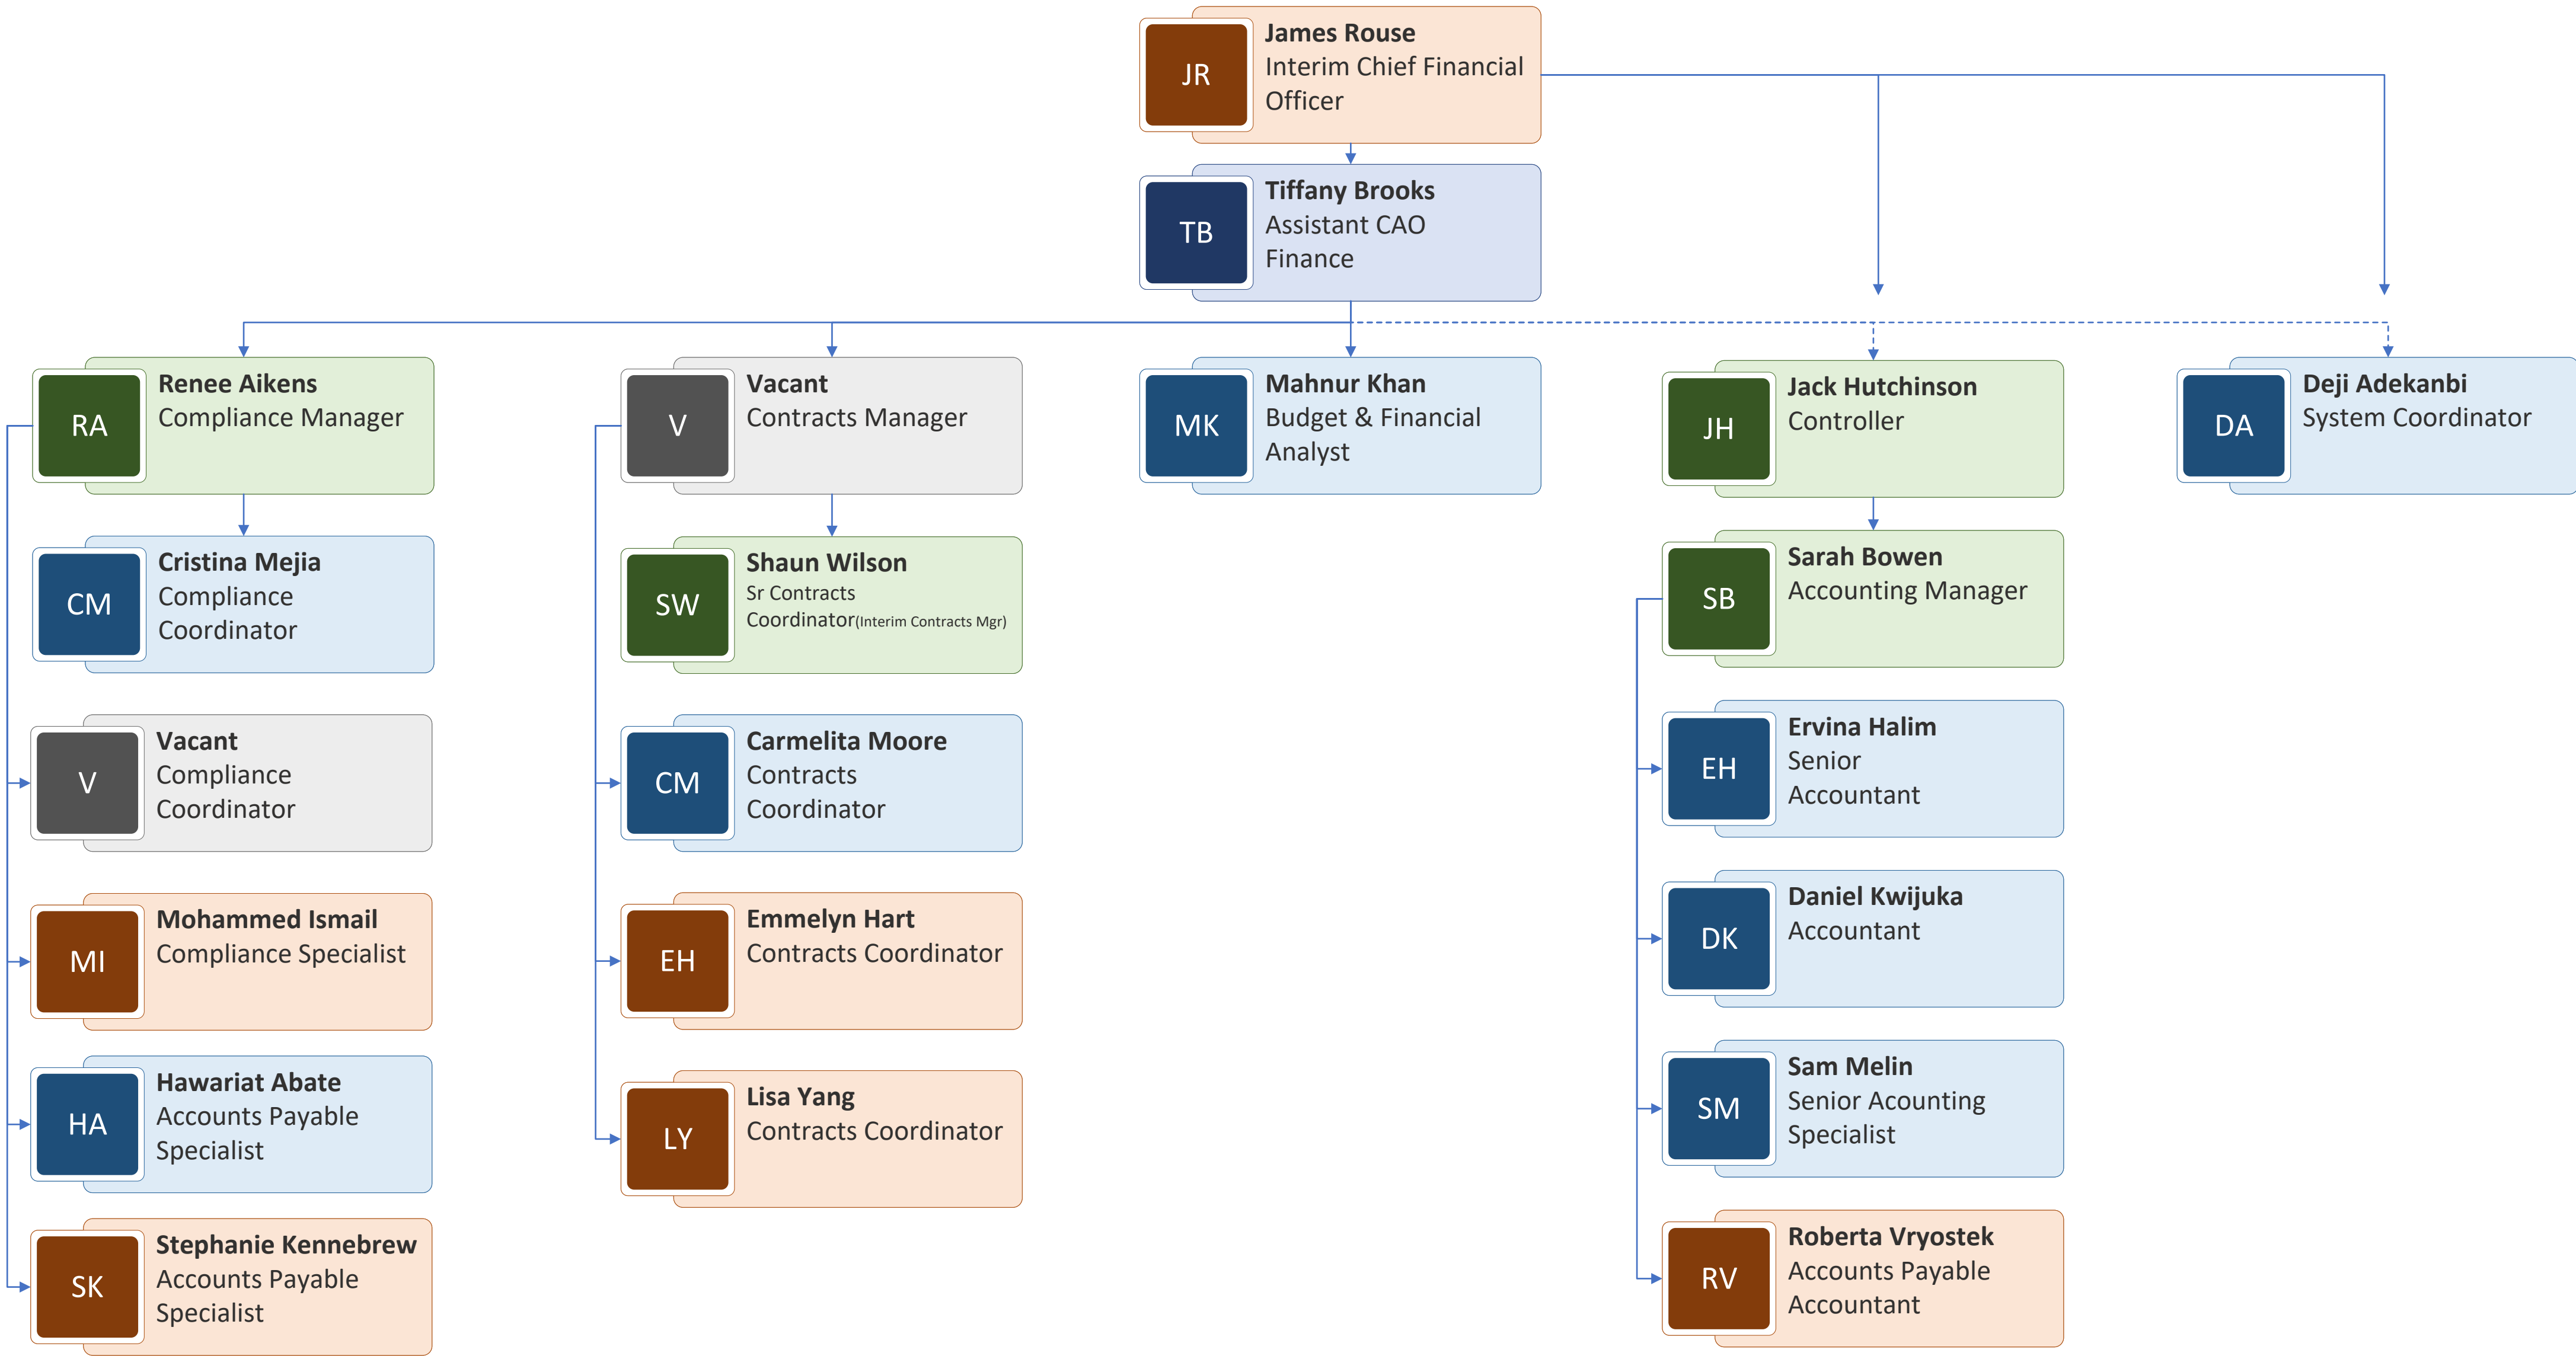 JR
James Rouse
Interim Chief Financial
Officer
TB
Tiffany Brooks
Assistant CAO
Finance
RA
Renee Aikens
Compliance Manager
CM
Cristina Mejia
Compliance
Coordinator
V
Vacant
Compliance
Coordinator
MI
Mohammed Ismail
Compliance Specialist
HA
Hawariat Abate
Accounts Payable
Specialist
SK
Stephanie Kennebrew
Accounts Payable
Specialist
V
Vacant
Contracts Manager
SW
Shaun Wilson
Sr Contracts
Coordinator(Interim Contracts Mgr)
CM
Carmelita Moore
Contracts
Coordinator
EH
Emmelyn Hart
Contracts Coordinator
LY
Lisa Yang
Contracts Coordinator
MK
Mahnur Khan
Budget & Financial
Analyst
JH
Jack Hutchinson
Controller
SB
Sarah Bowen
Accounting Manager
EH
Ervina Halim
Senior
Accountant
DK
Daniel Kwijuka
Accountant
SM
Sam Melin
Senior Acounting
Specialist
RV
Roberta Vryostek
Accounts Payable
Accountant
DA
Deji Adekanbi
System Coordinator